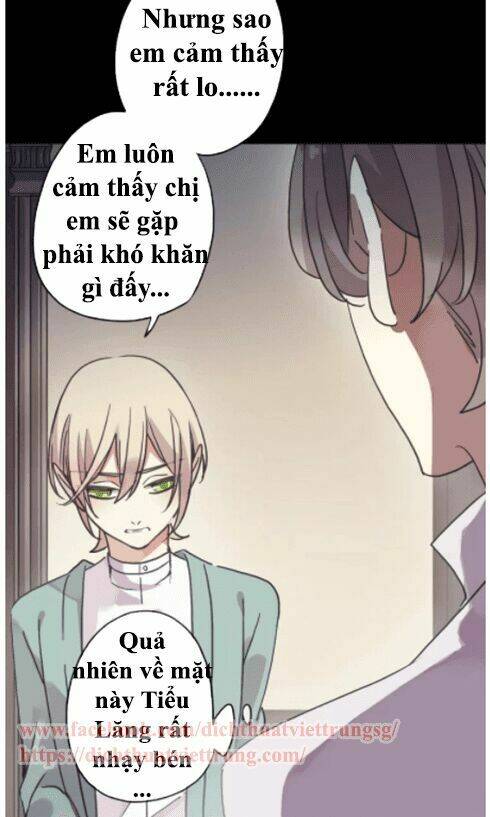 Nhưng sao
em cảm thấy
rất lo......
Em luôn
cảm thấy chị
em sẽ gặp
phải khó khăn
gì đấy...
Quả
nhiên về mặt
này Tiểu
Lăng rất
nhạy bén
...
www.facebook.com/dichthuatviettrungsg/
https://dichthuatviettrung.com/